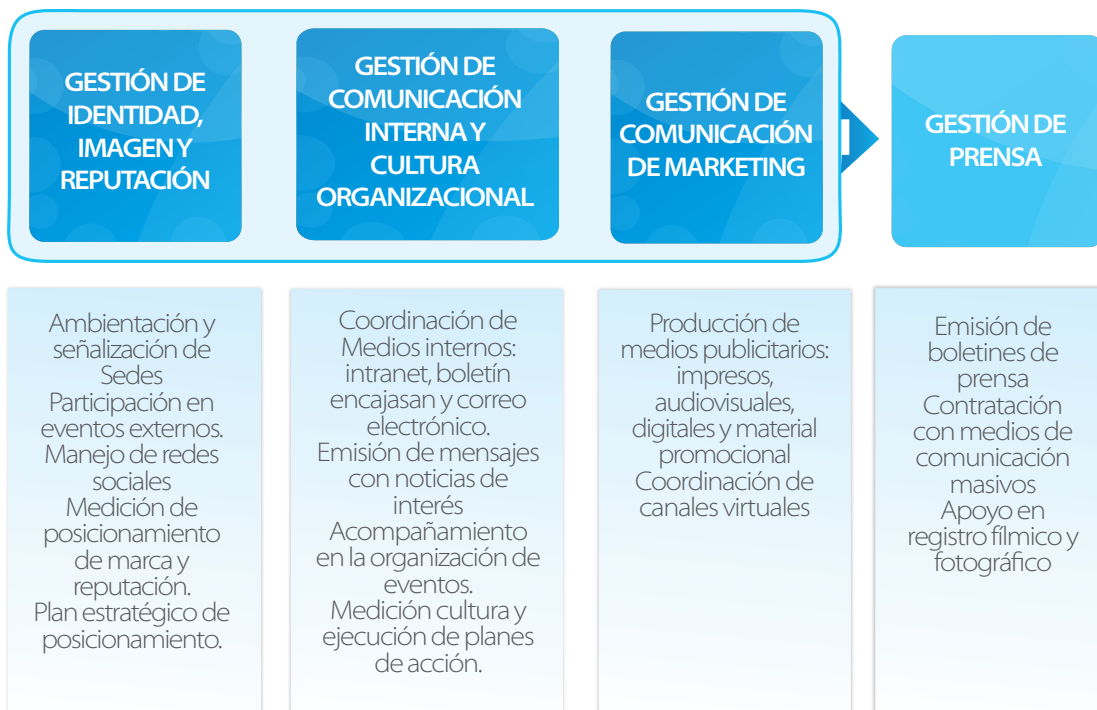 GESTIÓN DE
IDENTIDAD,
IMAGEN Y
REPUTACIÓN
GESTIÓN DE
COMUNICACIÓN
INTERNA Y
CULTURA
ORGANIZACIONAL
GESTIÓN DE
COMUNICACIÓN
DE MARKETING
GESTIÓN DE
PRENSA
Ambientación y
señalización de
Sedes
Participación en
eventos externos.
Manejo de redes
sociales
Medición de
posicionamiento
de marca y
reputación.
Plan estratégico de
posicionamiento.
Coordinación de
Medios internos:
intranet, boletín
encajasan y correo
electrónico.
Emisión de mensajes
con noticias de
interés
Acompañamiento
en la organización de
eventos.
Medición cultura y
ejecución de planes
de acción.
Producción de
medios publicitarios:
impresos,
audiovisuales,
digitales y material
promocional
Coordinación de
canales virtuales
Emisión de
boletines de
prensa
Contratación
con medios de
comunicación
masivos
Apoyo en
registro fílmico y
fotográfico